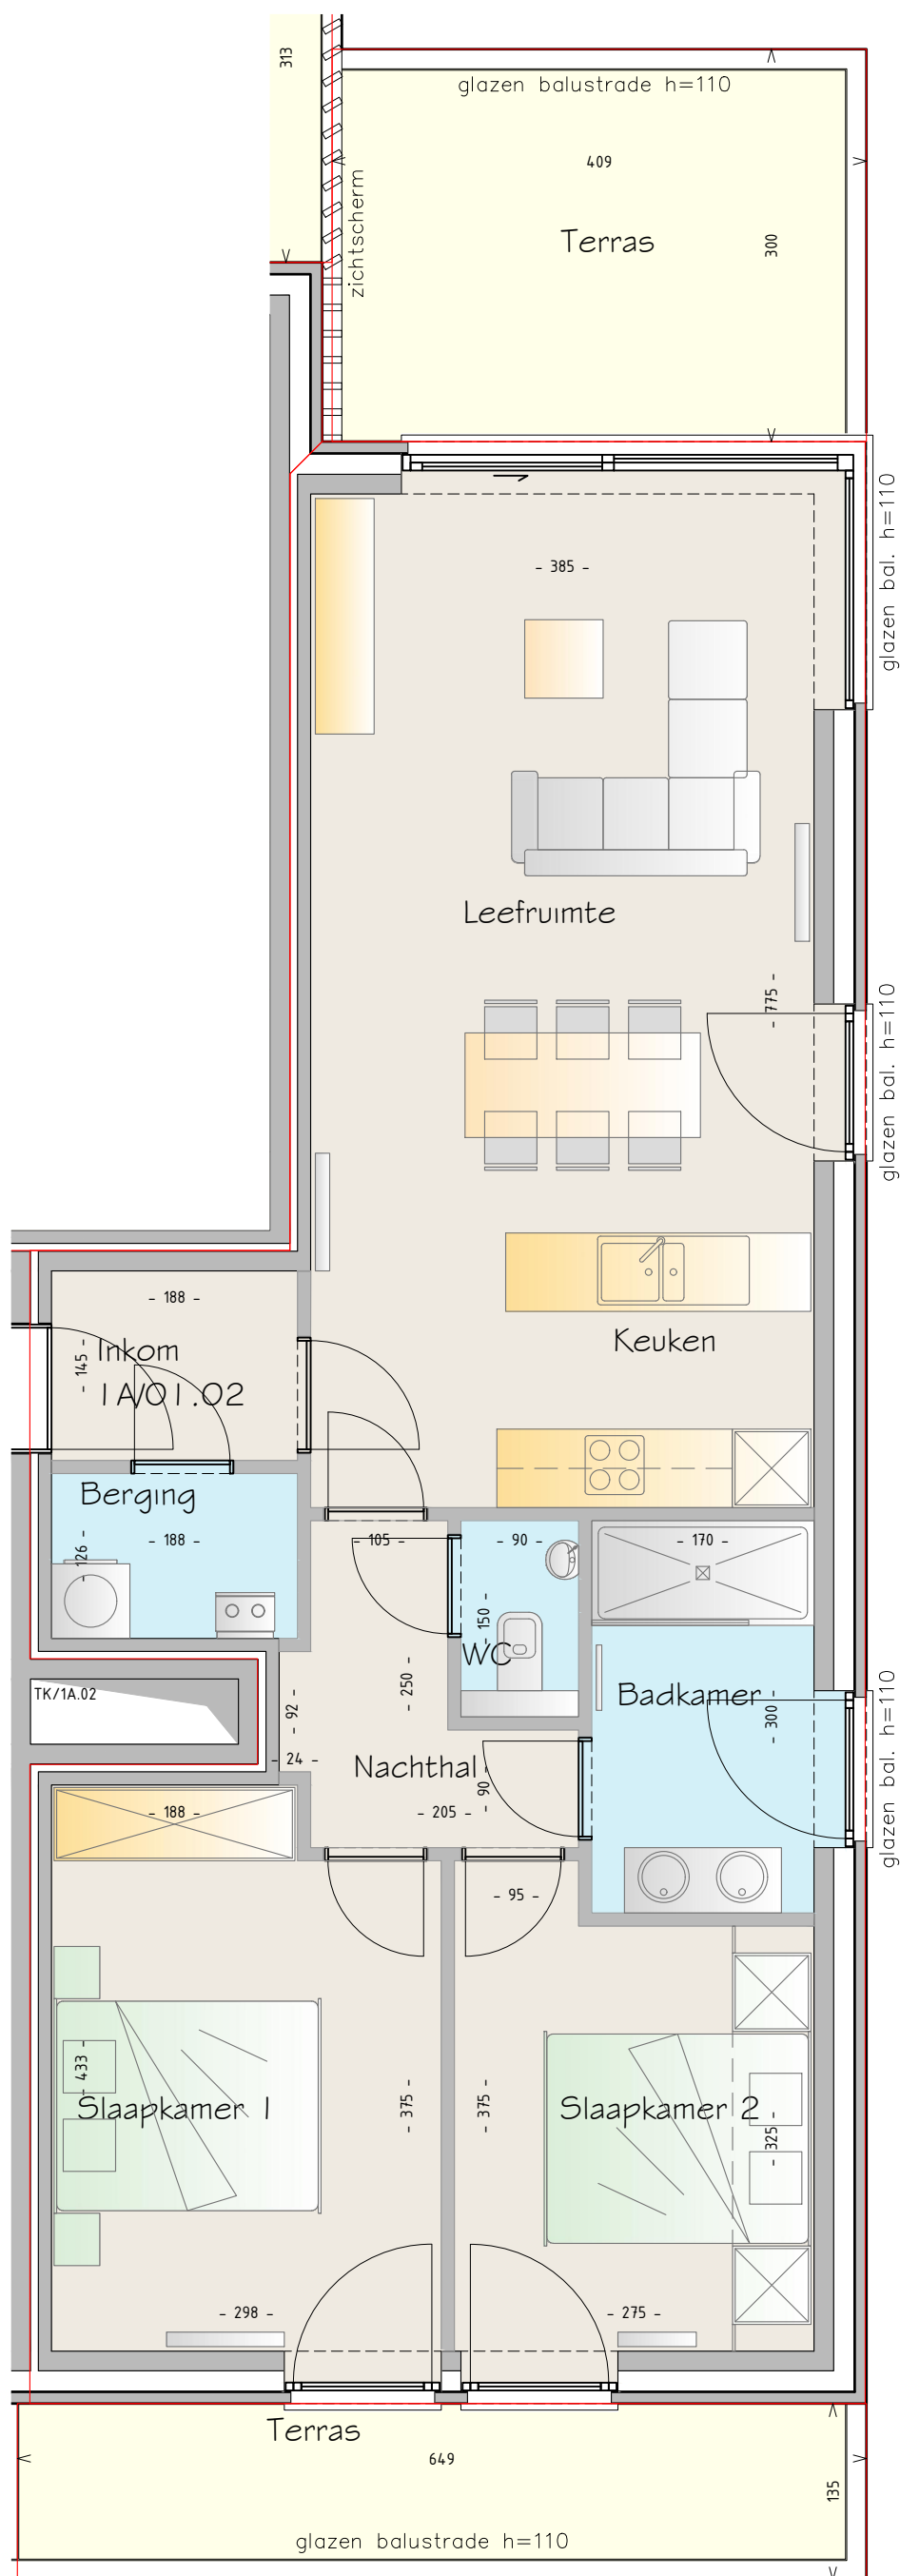 313
glazen balustrade h=110
409
zichtscherm
Terras
300
glazen bal. h=110
- 385 -
Leefruimte
- 775 -
glazen bal. h=110
- 188 -
Inkom
- 145 -
1A/01.02
Keuken
Berging
- 126 -
- 188 -
- 105 -
- 90 -
- 170 -
- 150 -
WC
- 250 -
TK/1A.02
- 92 -
Badkamer
- 300 -
glazen bal. h=110
- 24 -
Nachthal
- 90 -
- 188 -
- 205 -
- 95 -
- 433 -
Slaapkamer 1
- 375 -
- 375 -
Slaapkamer 2
- 325 -
- 298 -
- 275 -
Terras
649
135
glazen balustrade h=110